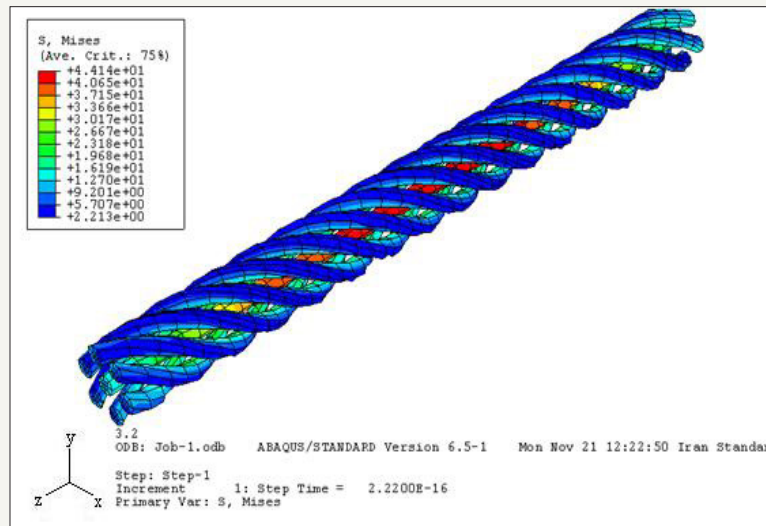 S, Mises
(Ave. Crit.: 75%)
+4.414e+01
+4.065e+01
+3.715e+01
+3.366e+01
+3.017e+01
+2.667e+01
+2.318e+01
+1.968e+01
+1.619e+01
+1.270e+01
+9.201e+00
+5.707e+00
+2.213e+00
3.2
ODB: Job-1.odb ABAQUS/STANDARD Version 6.5-1 Mon Nov 21 12:22:50 Iran Standa
Step: Step-1
Increment 1: Step Time = 2.2200E-16
Primary Var: S, Mises
y
z
x